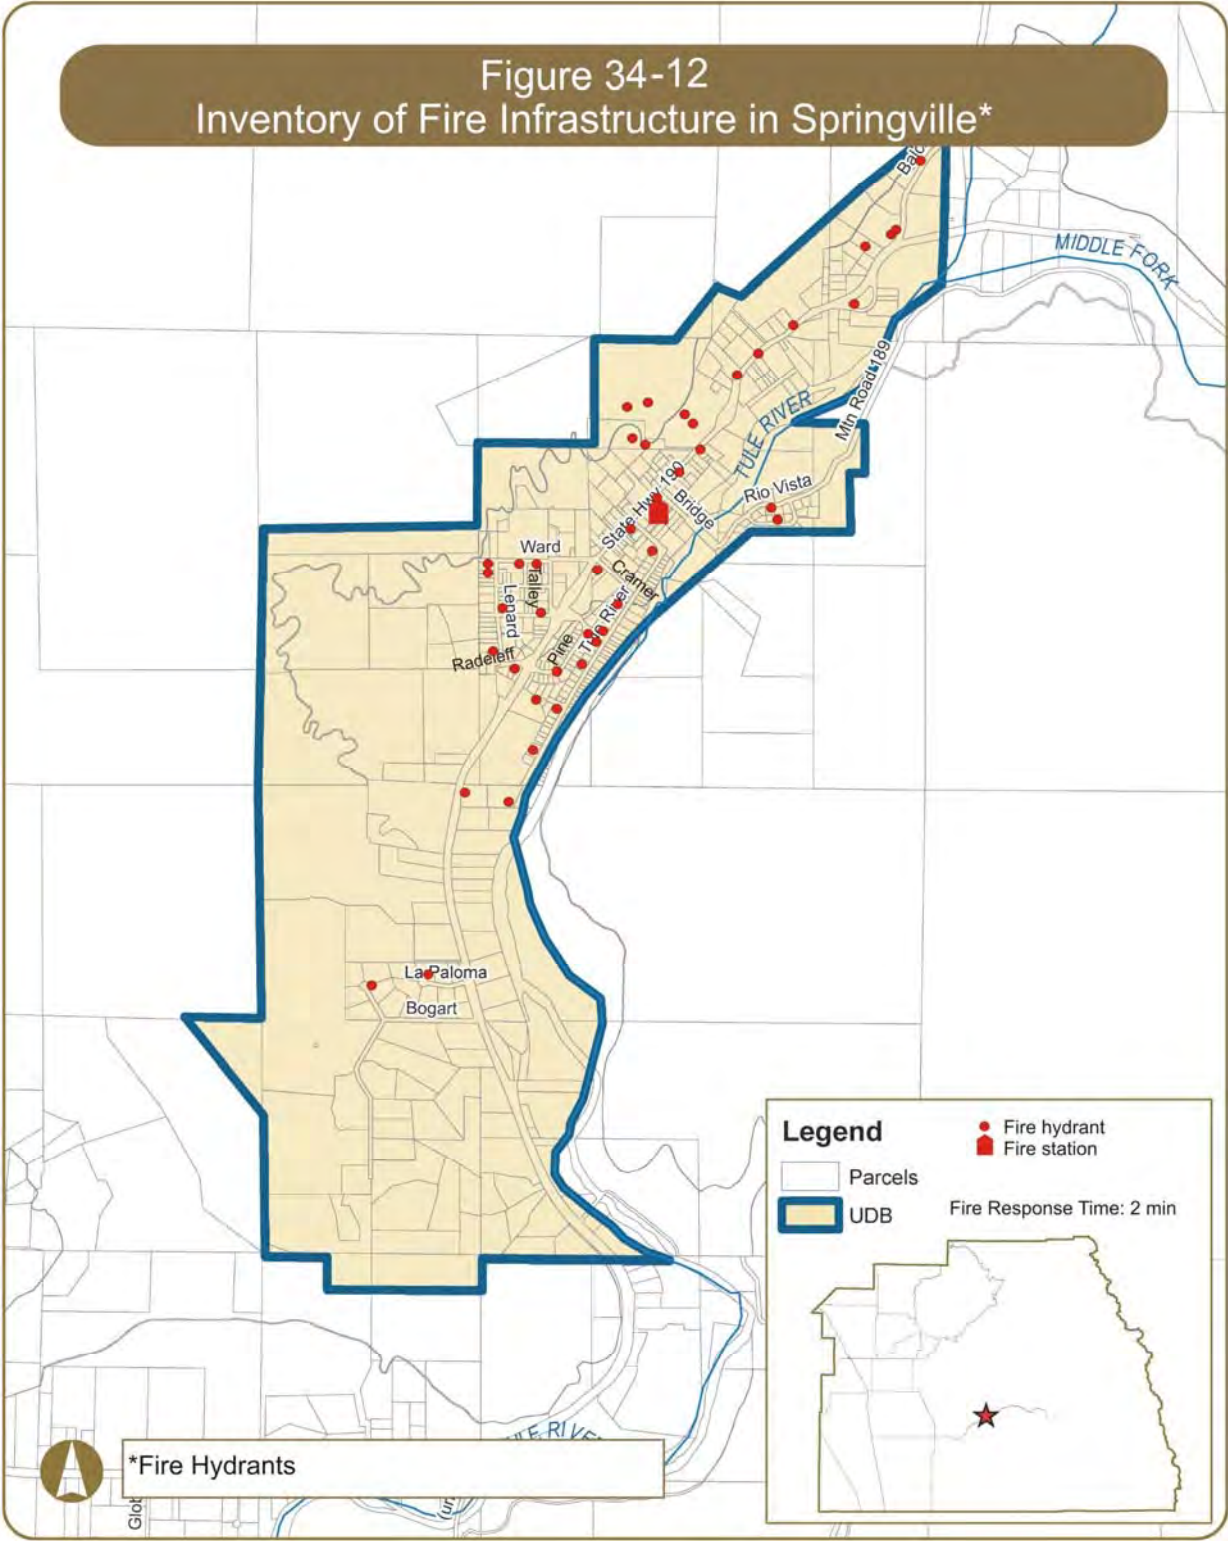 Figure 34-12
Inventory of Fire Infrastructure in Springville*
MIDDLE FORK
Mtn Road 189
TULE RIVER
Rio Vista
State Hwy 190
Bridge
Ward
Talley
Cramer
Lenard
Tule River
Pine
Radeleff
La Paloma
Bogart
Legend
Fire hydrant
Fire station
Parcels
UDB
Fire Response Time: 2 min
*Fire Hydrants